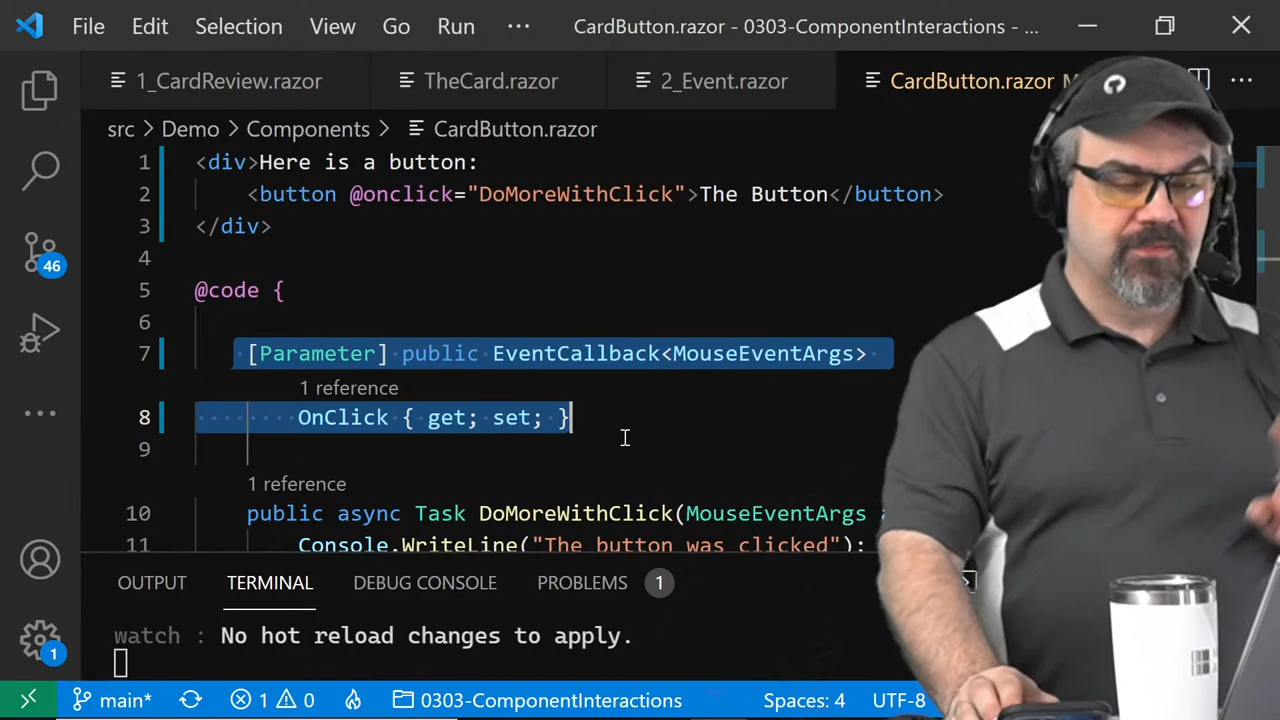 File Edit Selection View Go Run ··· CardButton.razor - 0303-ComponentInteractions - ...
1_CardReview.razor TheCard.razor 2_Event.razor CardButton.razor
src > Demo > Components > CardButton.razor
1 <div>Here is a button:
2 <button @onclick="DoMoreWithClick">The Button</button>
3 </div>
4
5 @code {
6
7 [Parameter] public EventCallback<MouseEventArgs>
1 reference
8 OnClick { get; set; }
9
1 reference
10 public async Task DoMoreWithClick(MouseEventArgs
11 Console.WriteLine("The button was clicked");
46
OUTPUT TERMINAL DEBUG CONSOLE PROBLEMS 1
watch : No hot reload changes to apply.
1
main* 1 0 0303-ComponentInteractions Spaces: 4 UTF-8